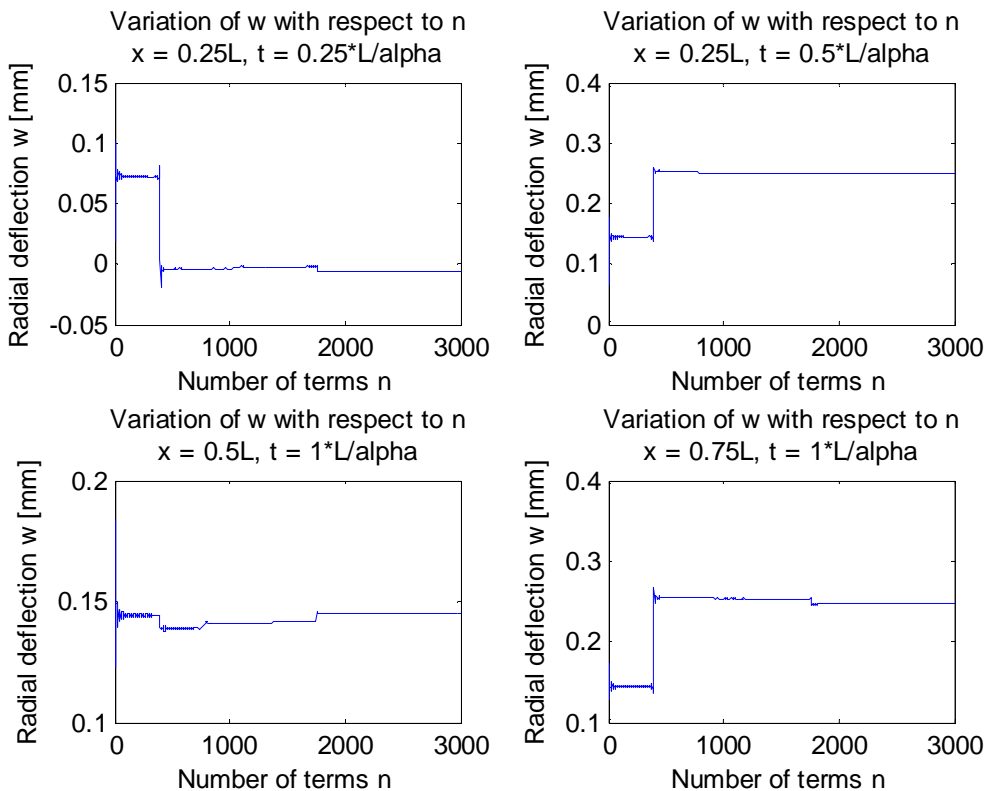 Variation of w with respect to n
x = 0.25L, t = 0.25*L/alpha
Radial deflection w [mm]
0.15
0.1
0.05
0
-0.05
0
1000
2000
3000
Number of terms n
Variation of w with respect to n
x = 0.25L, t = 0.5*L/alpha
Radial deflection w [mm]
0.4
0.3
0.2
0.1
0
0
1000
2000
3000
Number of terms n
Variation of w with respect to n
x = 0.5L, t = 1*L/alpha
Radial deflection w [mm]
0.2
0.15
0.1
0
1000
2000
3000
Number of terms n
Variation of w with respect to n
x = 0.75L, t = 1*L/alpha
Radial deflection w [mm]
0.4
0.3
0.2
0.1
0
1000
2000
3000
Number of terms n